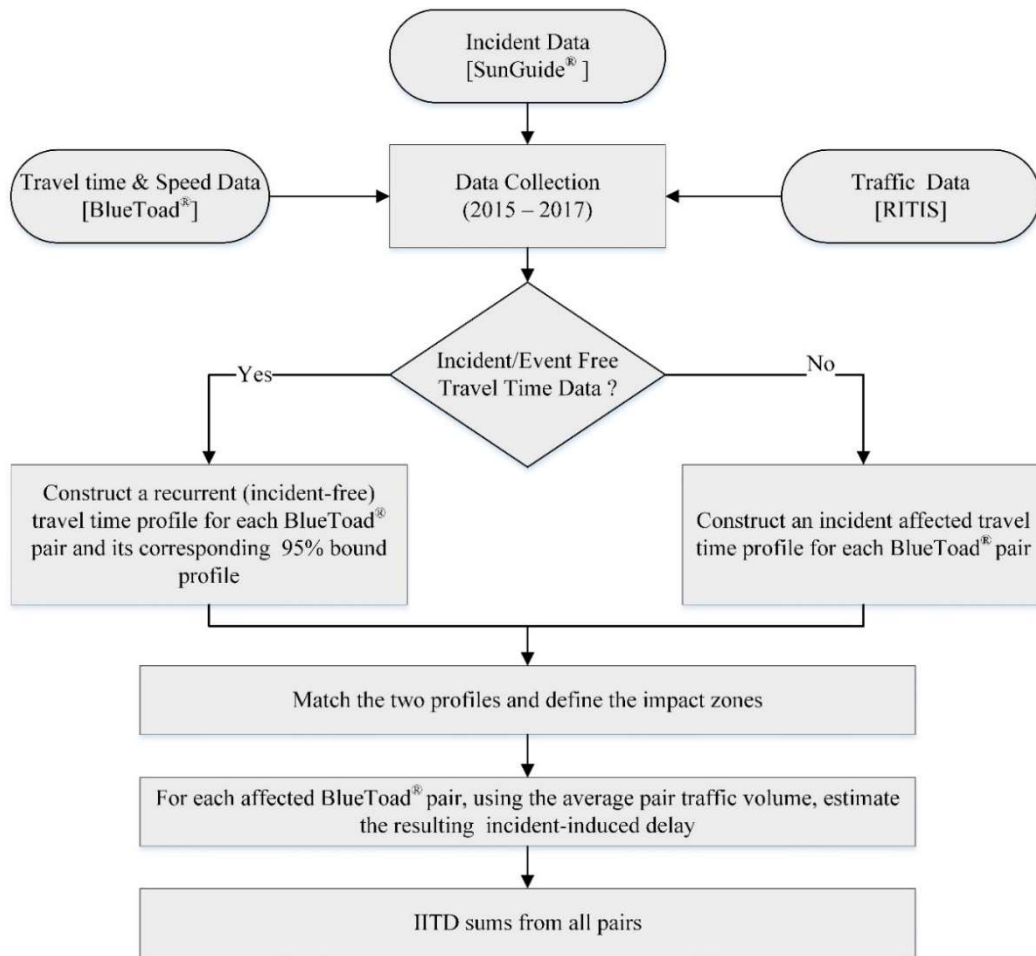 Incident Data
[SunGuide® ]
Travel time & Speed Data
[BlueToad®]
Data Collection
(2015 – 2017)
Traffic Data
[RITIS]
Incident/Event Free
Travel Time Data ?
Yes
No
Construct a recurrent (incident-free)
travel time profile for each BlueToad®
pair and its corresponding 95% bound
profile
Construct an incident affected travel
time profile for each BlueToad® pair
Match the two profiles and define the impact zones
For each affected BlueToad® pair, using the average pair traffic volume, estimate
the resulting incident-induced delay
IITD sums from all pairs